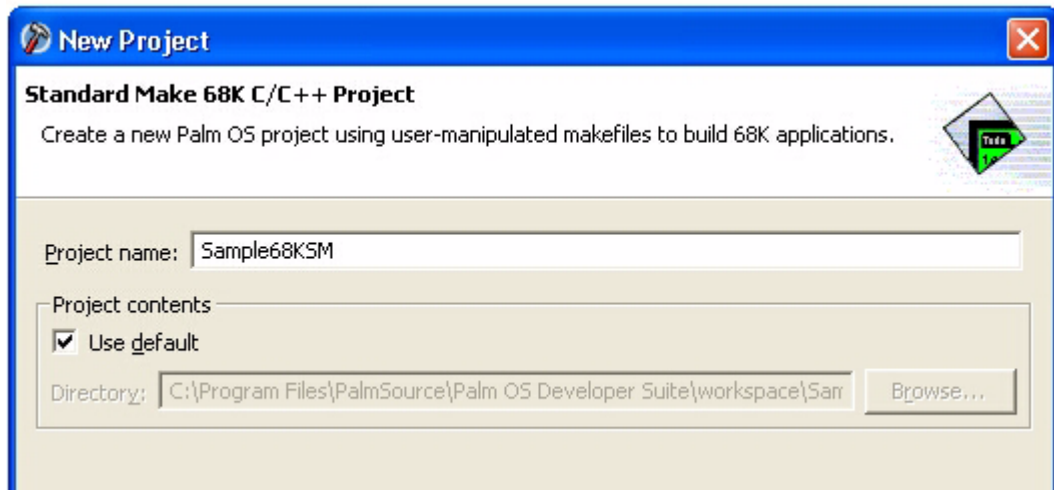 New Project
Standard Make 68K C/C++ Project
Create a new Palm OS project using user-manipulated makefiles to build 68K applications.
Todo
Project name: Sample68KSM
Project contents
Use default
Directory: C:\Program Files\PalmSource\Palm OS Developer Suite\workspace\Sam
Browse...